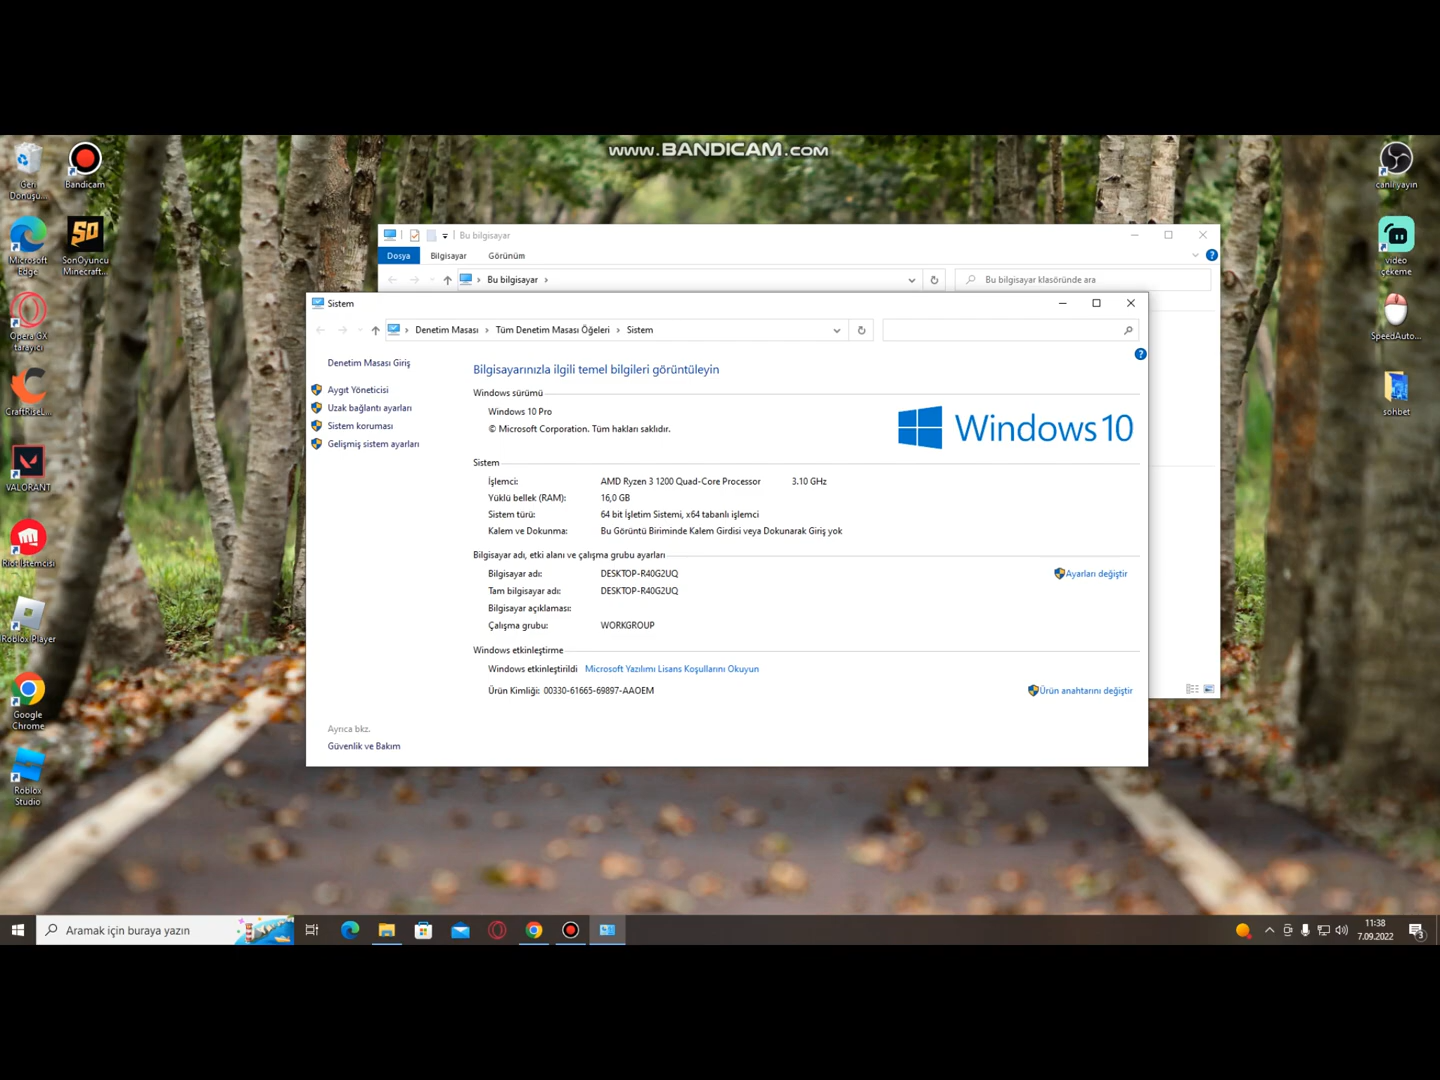 www.BANDICAM.com
Geri
Dönüşü...
Bandicam
Microsoft
Edge
SonOyuncu
Minecraft...
Opera GX
tarayıcı
CraftRiseL...
VALORANT
Riot İstemcisi
Roblox Player
Google
Chrome
Roblox
Studio
canlı yayın
video
çekeme
SpeedAuto...
sohbet
Bu bilgisayar
Dosya
Bilgisayar
Görünüm
Bu bilgisayar
Bu bilgisayar klasöründe ara
Sistem
Denetim Masası › Tüm Denetim Masası Öğeleri › Sistem
Denetim Masası Giriş
Aygıt Yöneticisi
Uzak bağlantı ayarları
Sistem koruması
Gelişmiş sistem ayarları
Bilgisayarınızla ilgili temel bilgileri görüntüleyin
Windows sürümü
Windows 10 Pro
© Microsoft Corporation. Tüm hakları saklıdır.
Windows 10
Sistem
İşlemci: AMD Ryzen 3 1200 Quad-Core Processor 3.10 GHz
Yüklü bellek (RAM): 16,0 GB
Sistem türü: 64 bit İşletim Sistemi, x64 tabanlı işlemci
Kalem ve Dokunma: Bu Görüntü Biriminde Kalem Girdisi veya Dokunarak Giriş yok
Bilgisayar adı, etki alanı ve çalışma grubu ayarları
Bilgisayar adı: DESKTOP-R40G2UQ
Ayarları değiştir
Tam bilgisayar adı: DESKTOP-R40G2UQ
Bilgisayar açıklaması:
Çalışma grubu: WORKGROUP
Windows etkinleştirme
Windows etkinleştirildi Microsoft Yazılımı Lisans Koşullarını Okuyun
Ürün Kimliği: 00330-61665-69897-AAOEM
Ürün anahtarını değiştir
Ayrıca bkz.
Güvenlik ve Bakım
Aramak için buraya yazın
11:38
7.09.2022
3